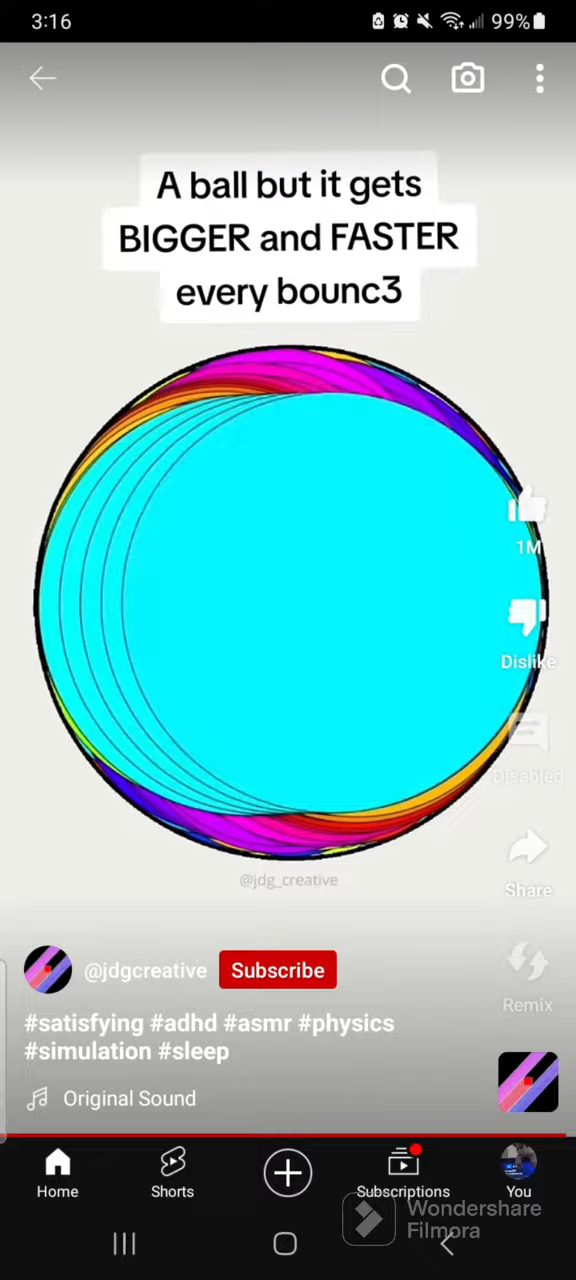 3:16
99%
A ball but it gets
BIGGER and FASTER
every bounc3
1M
Dislike
Disabled
@jdg_creative
Share
@jdgcreative
Subscribe
Remix
#satisfying #adhd #asmr #physics
#simulation #sleep
Original Sound
Home
Shorts
Subscriptions
You
Wondershare
Filmora